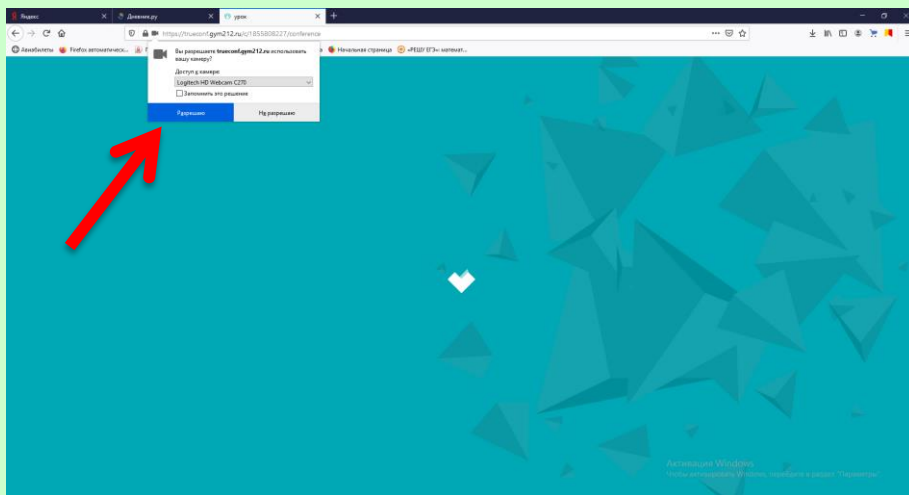 Яндекс
Дневник.ру
урок
https://trueconf.gym212.ru/c/1855808227/conference
Авиабилеты
Firefox автоматическ...
Начальная страница
«РЕШУ ЕГЭ»: математ...
Вы разрешаете trueconf.gym212.ru использовать
вашу камеру?
Доступ к камере:
Logitech HD Webcam C270
Запомнить это решение
Разрешаю
Не разрешаю
Активация Windows
Чтобы активировать Windows, перейдите в раздел "Параметры".